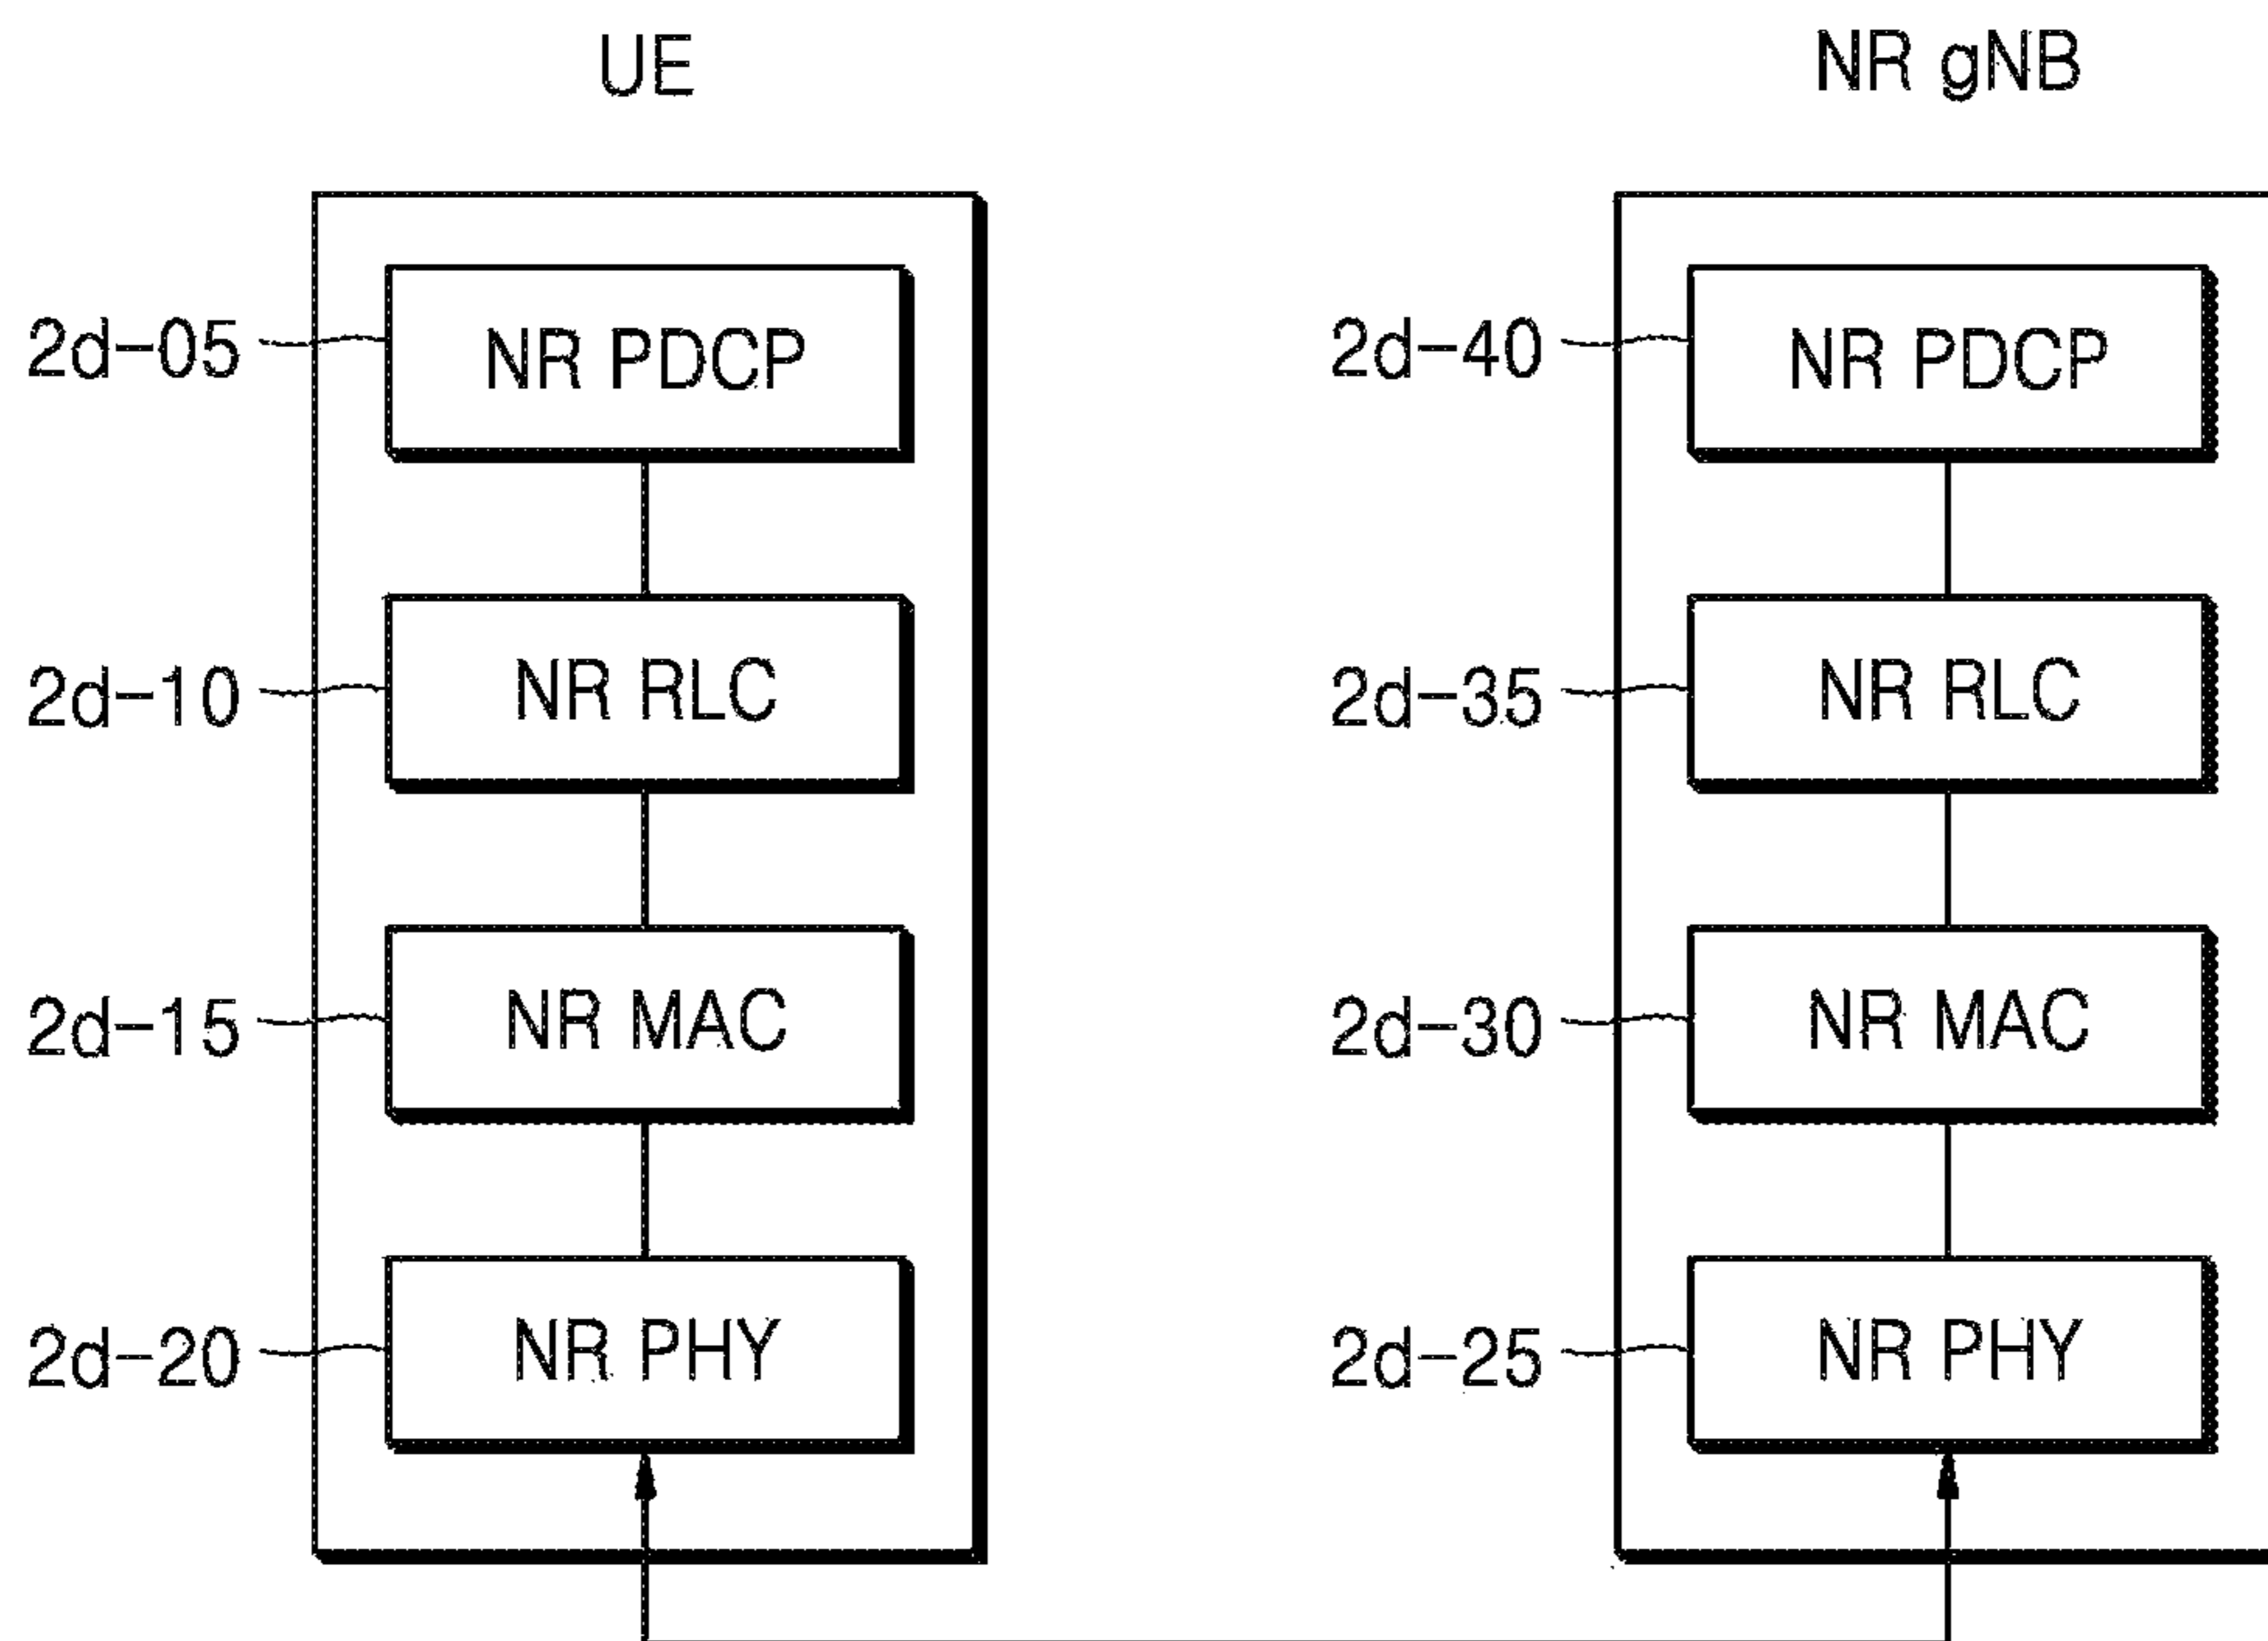 UE
NR gNB
2d-05
NR PDCP
2d-40
NR PDCP
2d-10
NR RLC
2d-35
NR RLC
2d-15
NR MAC
2d-30
NR MAC
2d-20
NR PHY
2d-25
NR PHY